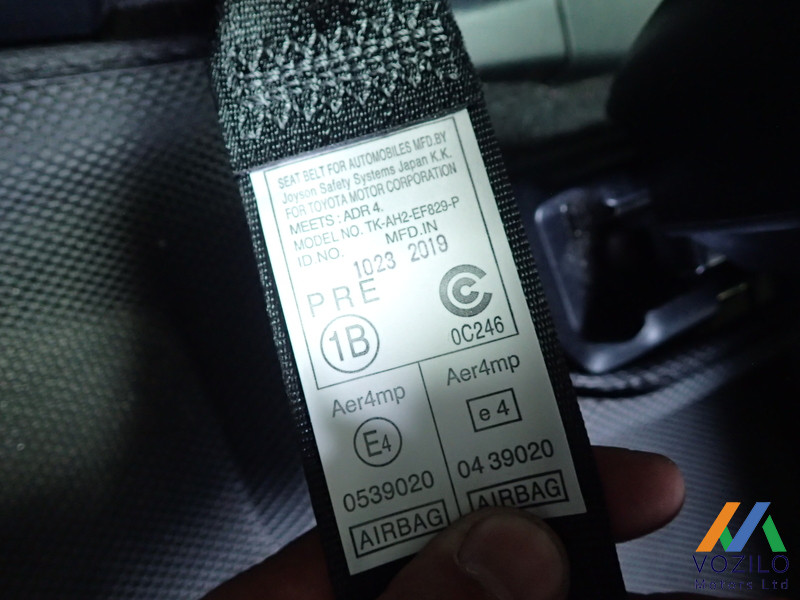 SEAT BELT FOR AUTOMOBILES MFD.BY
Joyson Safety Systems Japan K.K.
FOR TOYOTA MOTOR CORPORATION
MEETS : ADR 4.
MODEL NO. TK-AH2-EF829-P
ID NO. MFD.IN
1023 2019
PRE
1B
0C246
Aer4mp
E4
0539020
AIRBAG
Aer4mp
e 4
04 39020
AIRBAG
VOZILO
Motors Ltd